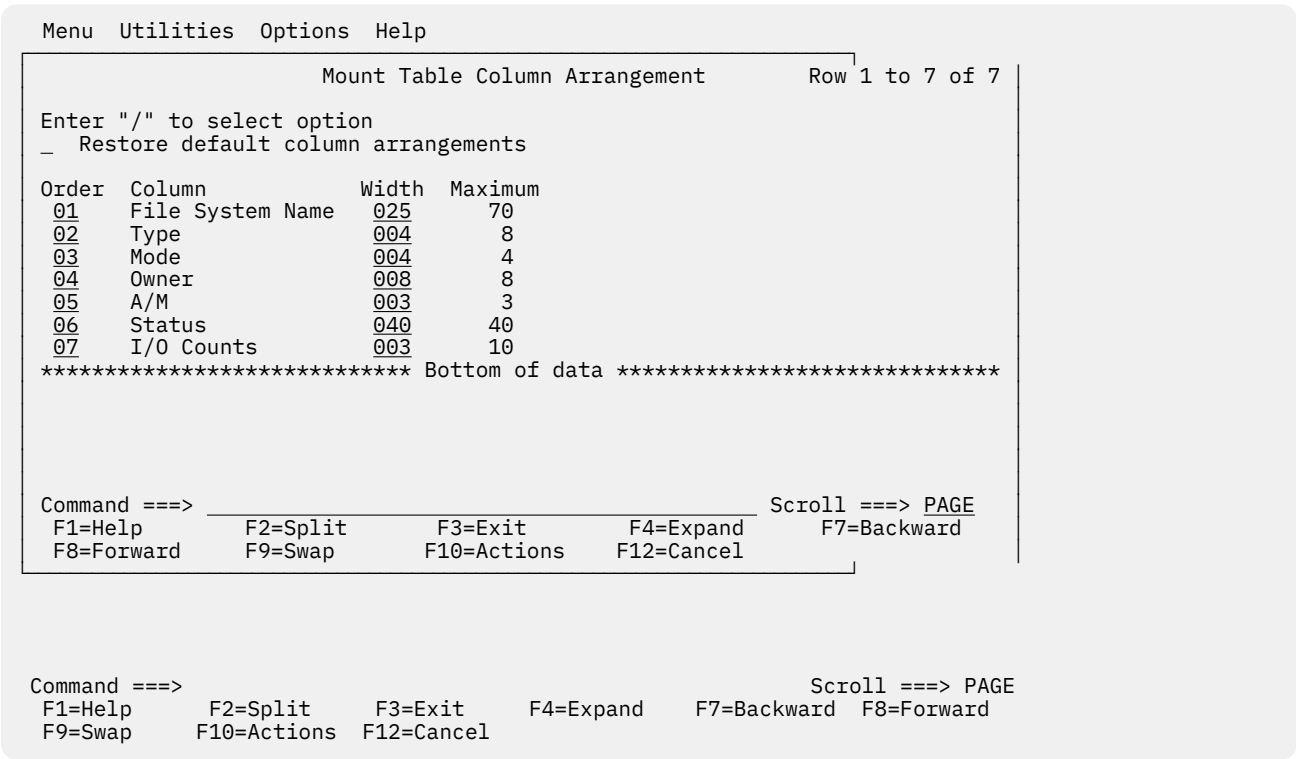 Menu  Utilities  Options  Help
Mount Table Column Arrangement        Row 1 to 7 of 7
Enter "/" to select option
_  Restore default column arrangements
Order  Column            Width  Maximum
01    File System Name   025      70
02    Type               004       8
03    Mode               004       4
04    Owner              008       8
05    A/M                003       3
06    Status             040      40
07    I/O Counts         003      10
***************************** Bottom of data ******************************
Command ===> ___________________________________________ Scroll ===> PAGE
F1=Help        F2=Split       F3=Exit        F4=Expand      F7=Backward
F8=Forward     F9=Swap       F10=Actions    F12=Cancel
Command ===>                                                 Scroll ===> PAGE
F1=Help      F2=Split     F3=Exit     F4=Expand    F7=Backward  F8=Forward
F9=Swap     F10=Actions  F12=Cancel